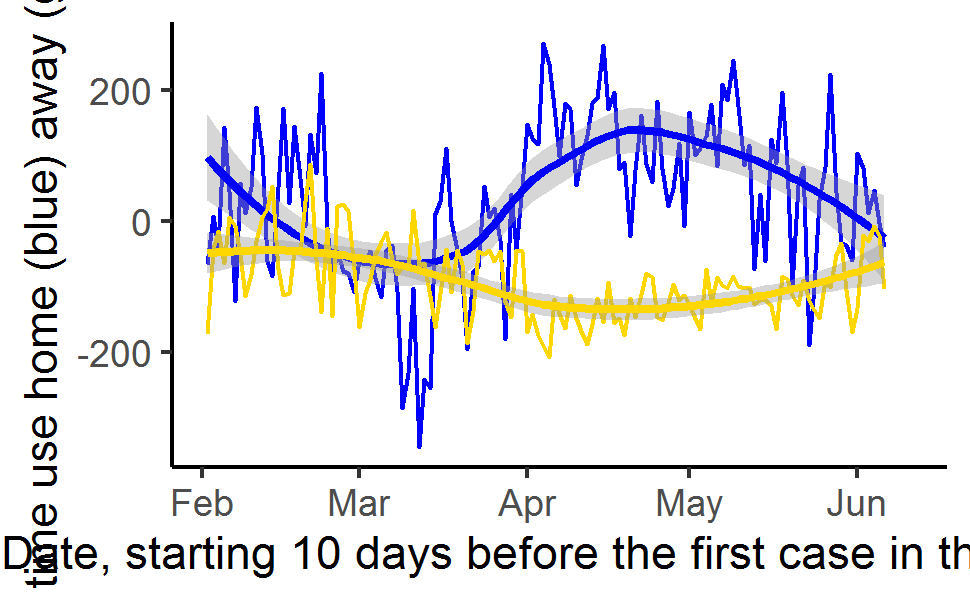 time use home (blue) away (
200
0
-200
Feb Mar Apr May Jun
Date, starting 10 days before the first case in th